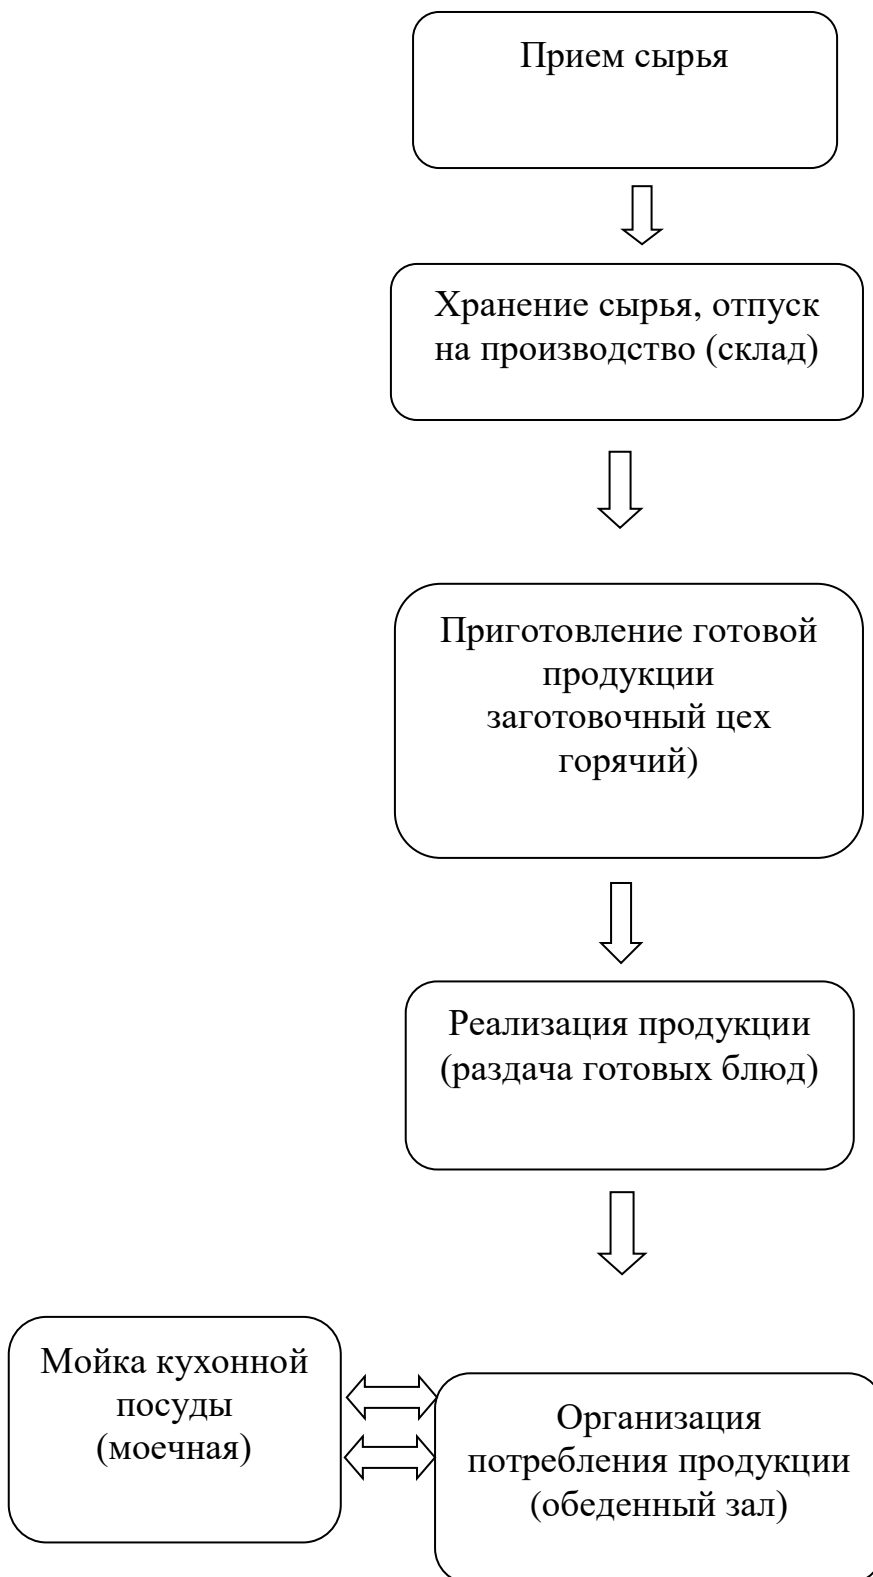 Прием сырья
Хранение сырья, отпуск
на производство (склад)
Приготовление готовой
продукции
заготовочный цех
горячий)
Реализация продукции
(раздача готовых блюд)
Мойка кухонной
посуды
(моечная)
Организация
потребления продукции
(обеденный зал)